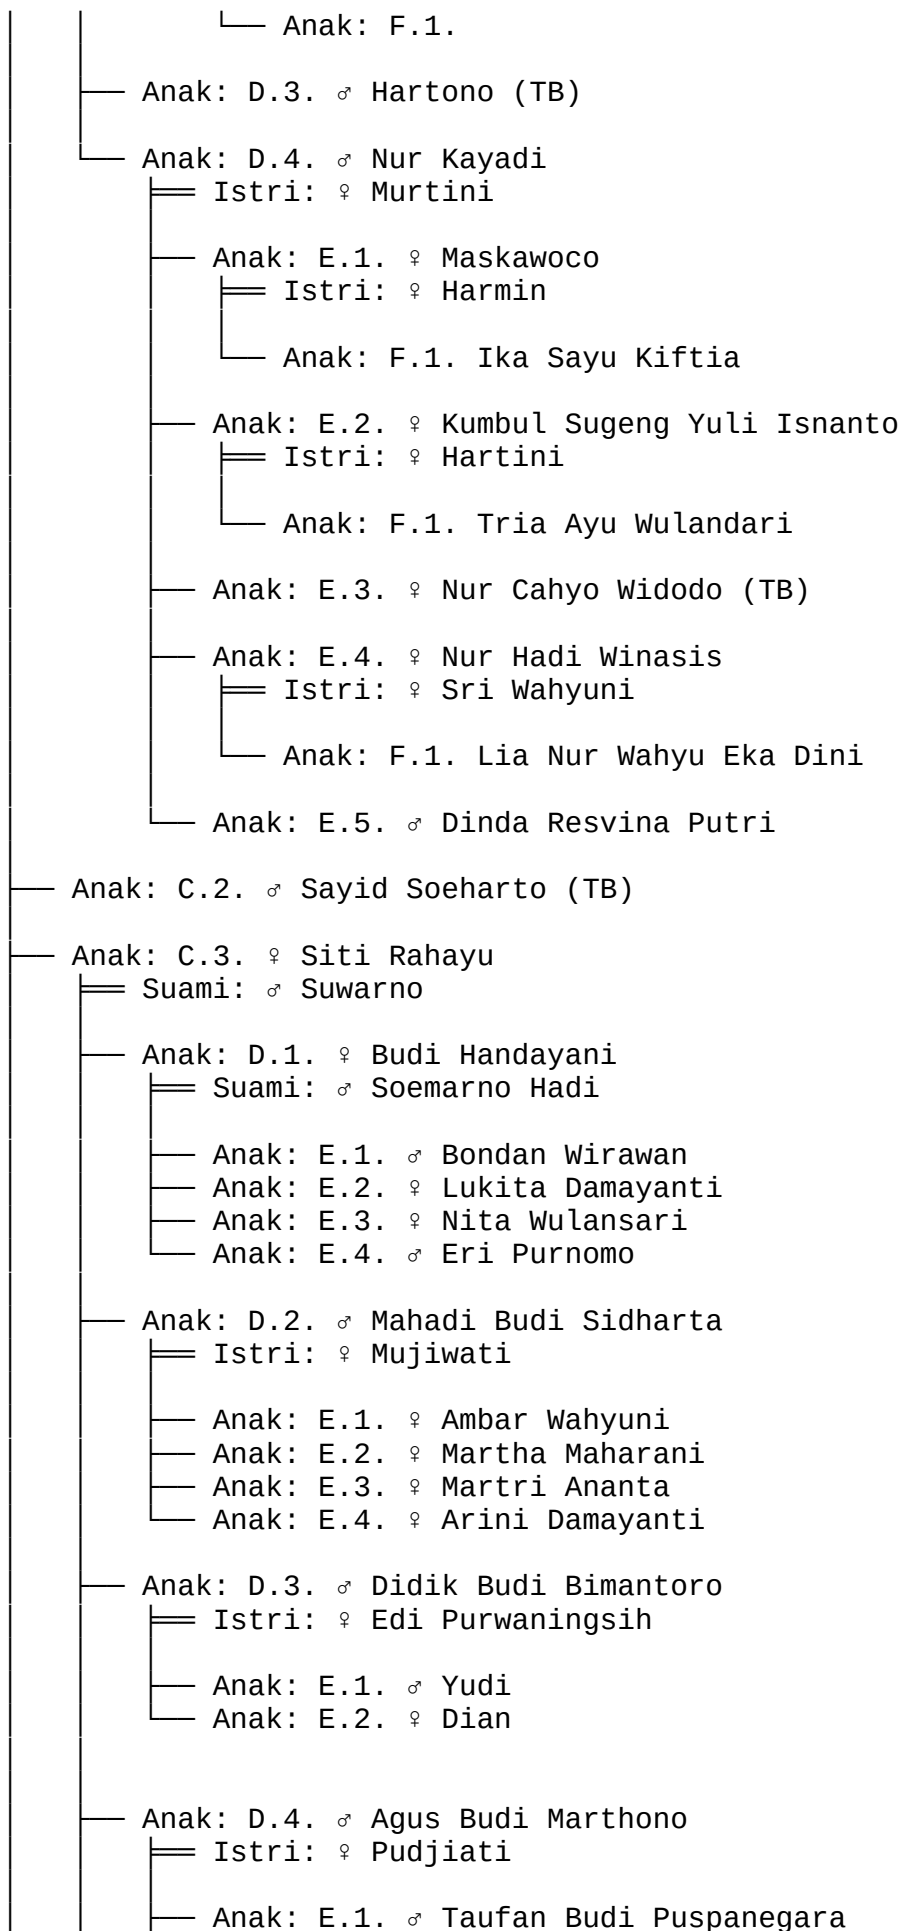 Anak: F.1.
Anak: D.3. ♂ Hartono (TB)
Anak: D.4. ♂ Nur Kayadi
Istri: ♀ Murtini
Anak: E.1. ♀ Maskawoco
Istri: ♀ Harmin
Anak: F.1. Ika Sayu Kiftia
Anak: E.2. ♀ Kumbul Sugeng Yuli Isnanto
Istri: ♀ Hartini
Anak: F.1. Tria Ayu Wulandari
Anak: E.3. ♀ Nur Cahyo Widodo (TB)
Anak: E.4. ♀ Nur Hadi Winasis
Istri: ♀ Sri Wahyuni
Anak: F.1. Lia Nur Wahyu Eka Dini
Anak: E.5. ♂ Dinda Resvina Putri
Anak: C.2. ♂ Sayid Soeharto (TB)
Anak: C.3. ♀ Siti Rahayu
Suami: ♂ Suwarno
Anak: D.1. ♀ Budi Handayani
Suami: ♂ Soemarno Hadi
Anak: E.1. ♂ Bondan Wirawan
Anak: E.2. ♀ Lukita Damayanti
Anak: E.3. ♀ Nita Wulansari
Anak: E.4. ♂ Eri Purnomo
Anak: D.2. ♂ Mahadi Budi Sidharta
Istri: ♀ Mujiwati
Anak: E.1. ♀ Ambar Wahyuni
Anak: E.2. ♀ Martha Maharani
Anak: E.3. ♀ Martri Ananta
Anak: E.4. ♀ Arini Damayanti
Anak: D.3. ♂ Didik Budi Bimantoro
Istri: ♀ Edi Purwaningsih
Anak: E.1. ♂ Yudi
Anak: E.2. ♀ Dian
Anak: D.4. ♂ Agus Budi Marthono
Istri: ♀ Pudjiati
Anak: E.1. ♂ Taufan Budi Puspanegara